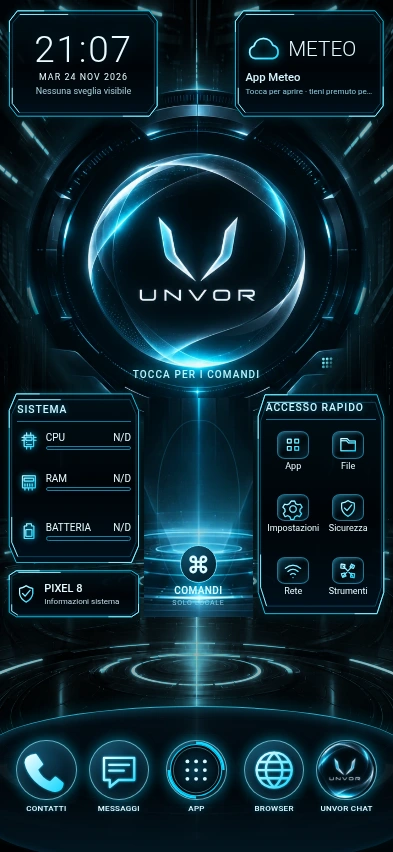 21:07
MAR 24 NOV 2026
Nessuna sveglia visibile
METEO
App Meteo
Tocca per aprire · tieni premuto pe…
UNVOR
TOCCA PER I COMANDI
SISTEMA
CPU N/D
RAM N/D
BATTERIA N/D
PIXEL 8
Informazioni sistema
COMANDI
SOLO LOCALE
ACCESSO RAPIDO
App File
Impostazioni Sicurezza
Rete Strumenti
UNVOR
CONTATTI MESSAGGI APP BROWSER UNVOR CHAT